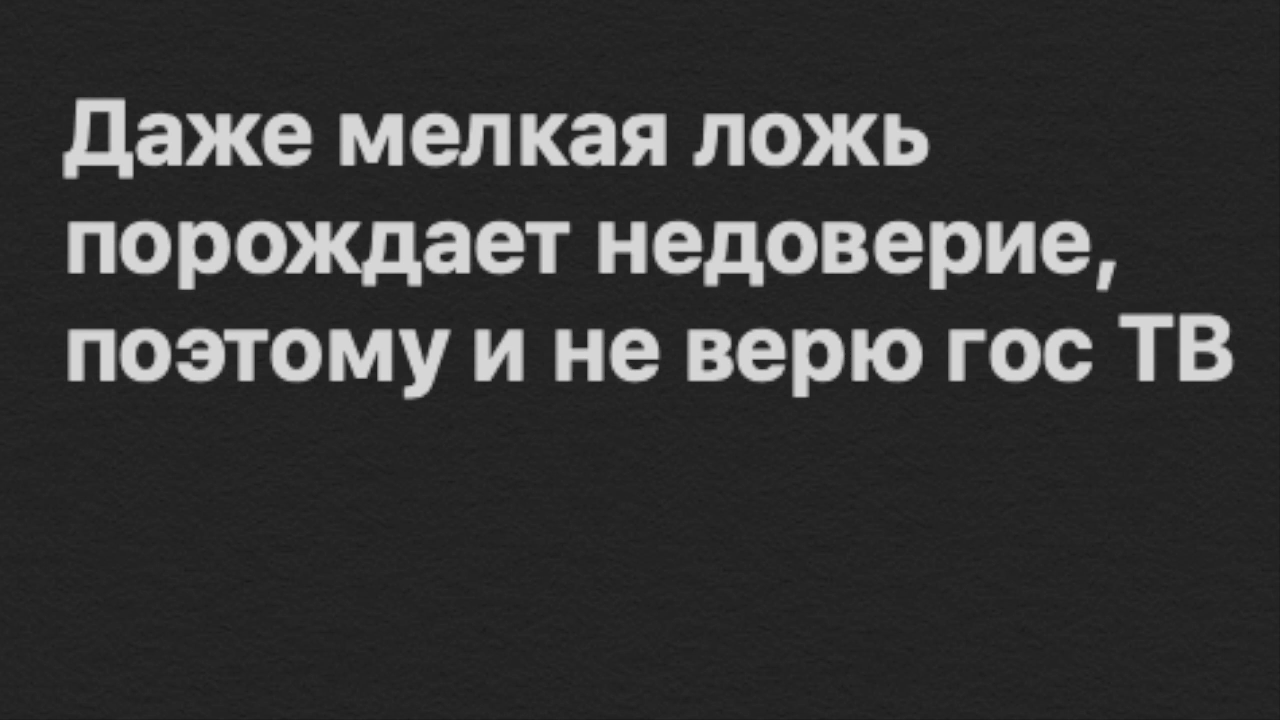 Даже мелкая ложь
порождает недоверие,
поэтому и не верю гос ТВ